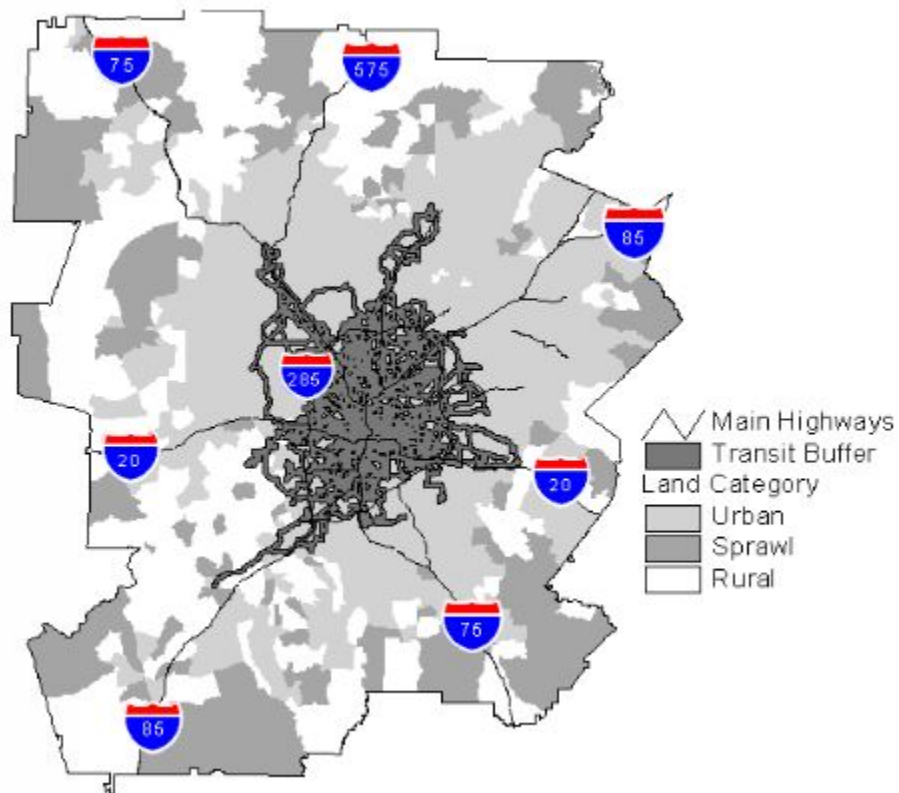 75
575
85
285
20
20
75
85
Main Highways
Transit Buffer
Land Category
Urban
Sprawl
Rural